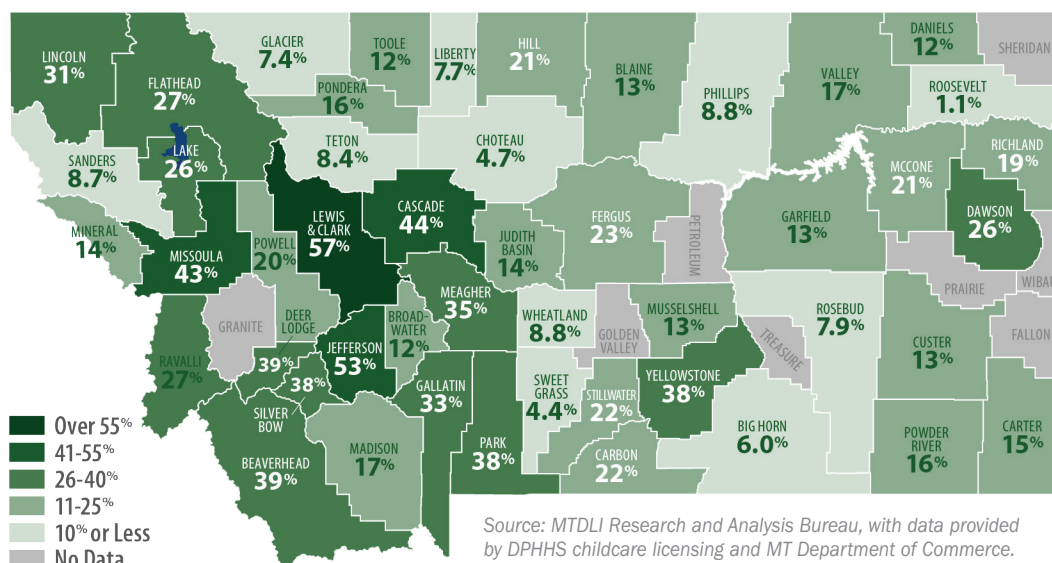 LINCOLN
31%
FLATHEAD
27%
GLACIER
7.4%
TOOLE
12%
LIBERTY
7.7%
HILL
21%
BLAINE
13%
PHILLIPS
8.8%
VALLEY
17%
DANIELS
12%
SHERIDAN
ROOSEVELT
1.1%
PONDERA
16%
TETON
8.4%
CHOTEAU
4.7%
SANDERS
8.7%
LAKE
26%
MINERAL
14%
MISSOULA
43%
POWELL
20%
LEWIS
& CLARK
57%
CASCADE
44%
JUDITH
BASIN
14%
FERGUS
23%
PETROLEUM
GARFIELD
13%
MCCONE
21%
RICHLAND
19%
DAWSON
26%
PRAIRIE
WIBAU
FALLON
GRANITE
DEER
LODGE
39%
RAVALLI
27%
SILVER
BOW
38%
JEFFERSON
53%
BROAD-
WATER
12%
MEAGHER
35%
WHEATLAND
8.8%
GOLDEN
VALLEY
MUSSELSHELL
13%
TREASURE
ROSEBUD
7.9%
CUSTER
13%
GALLATIN
33%
PARK
38%
SWEET
GRASS
4.4%
STILLWATER
22%
YELLOWSTONE
38%
CARBON
22%
BIG HORN
6.0%
POWDER
RIVER
16%
CARTER
15%
BEAVERHEAD
39%
MADISON
17%
Over 55%
41-55%
26-40%
11-25%
10% or Less
No Data
Source: MTDLI Research and Analysis Bureau, with data provided
by DPHHS childcare licensing and MT Department of Commerce.